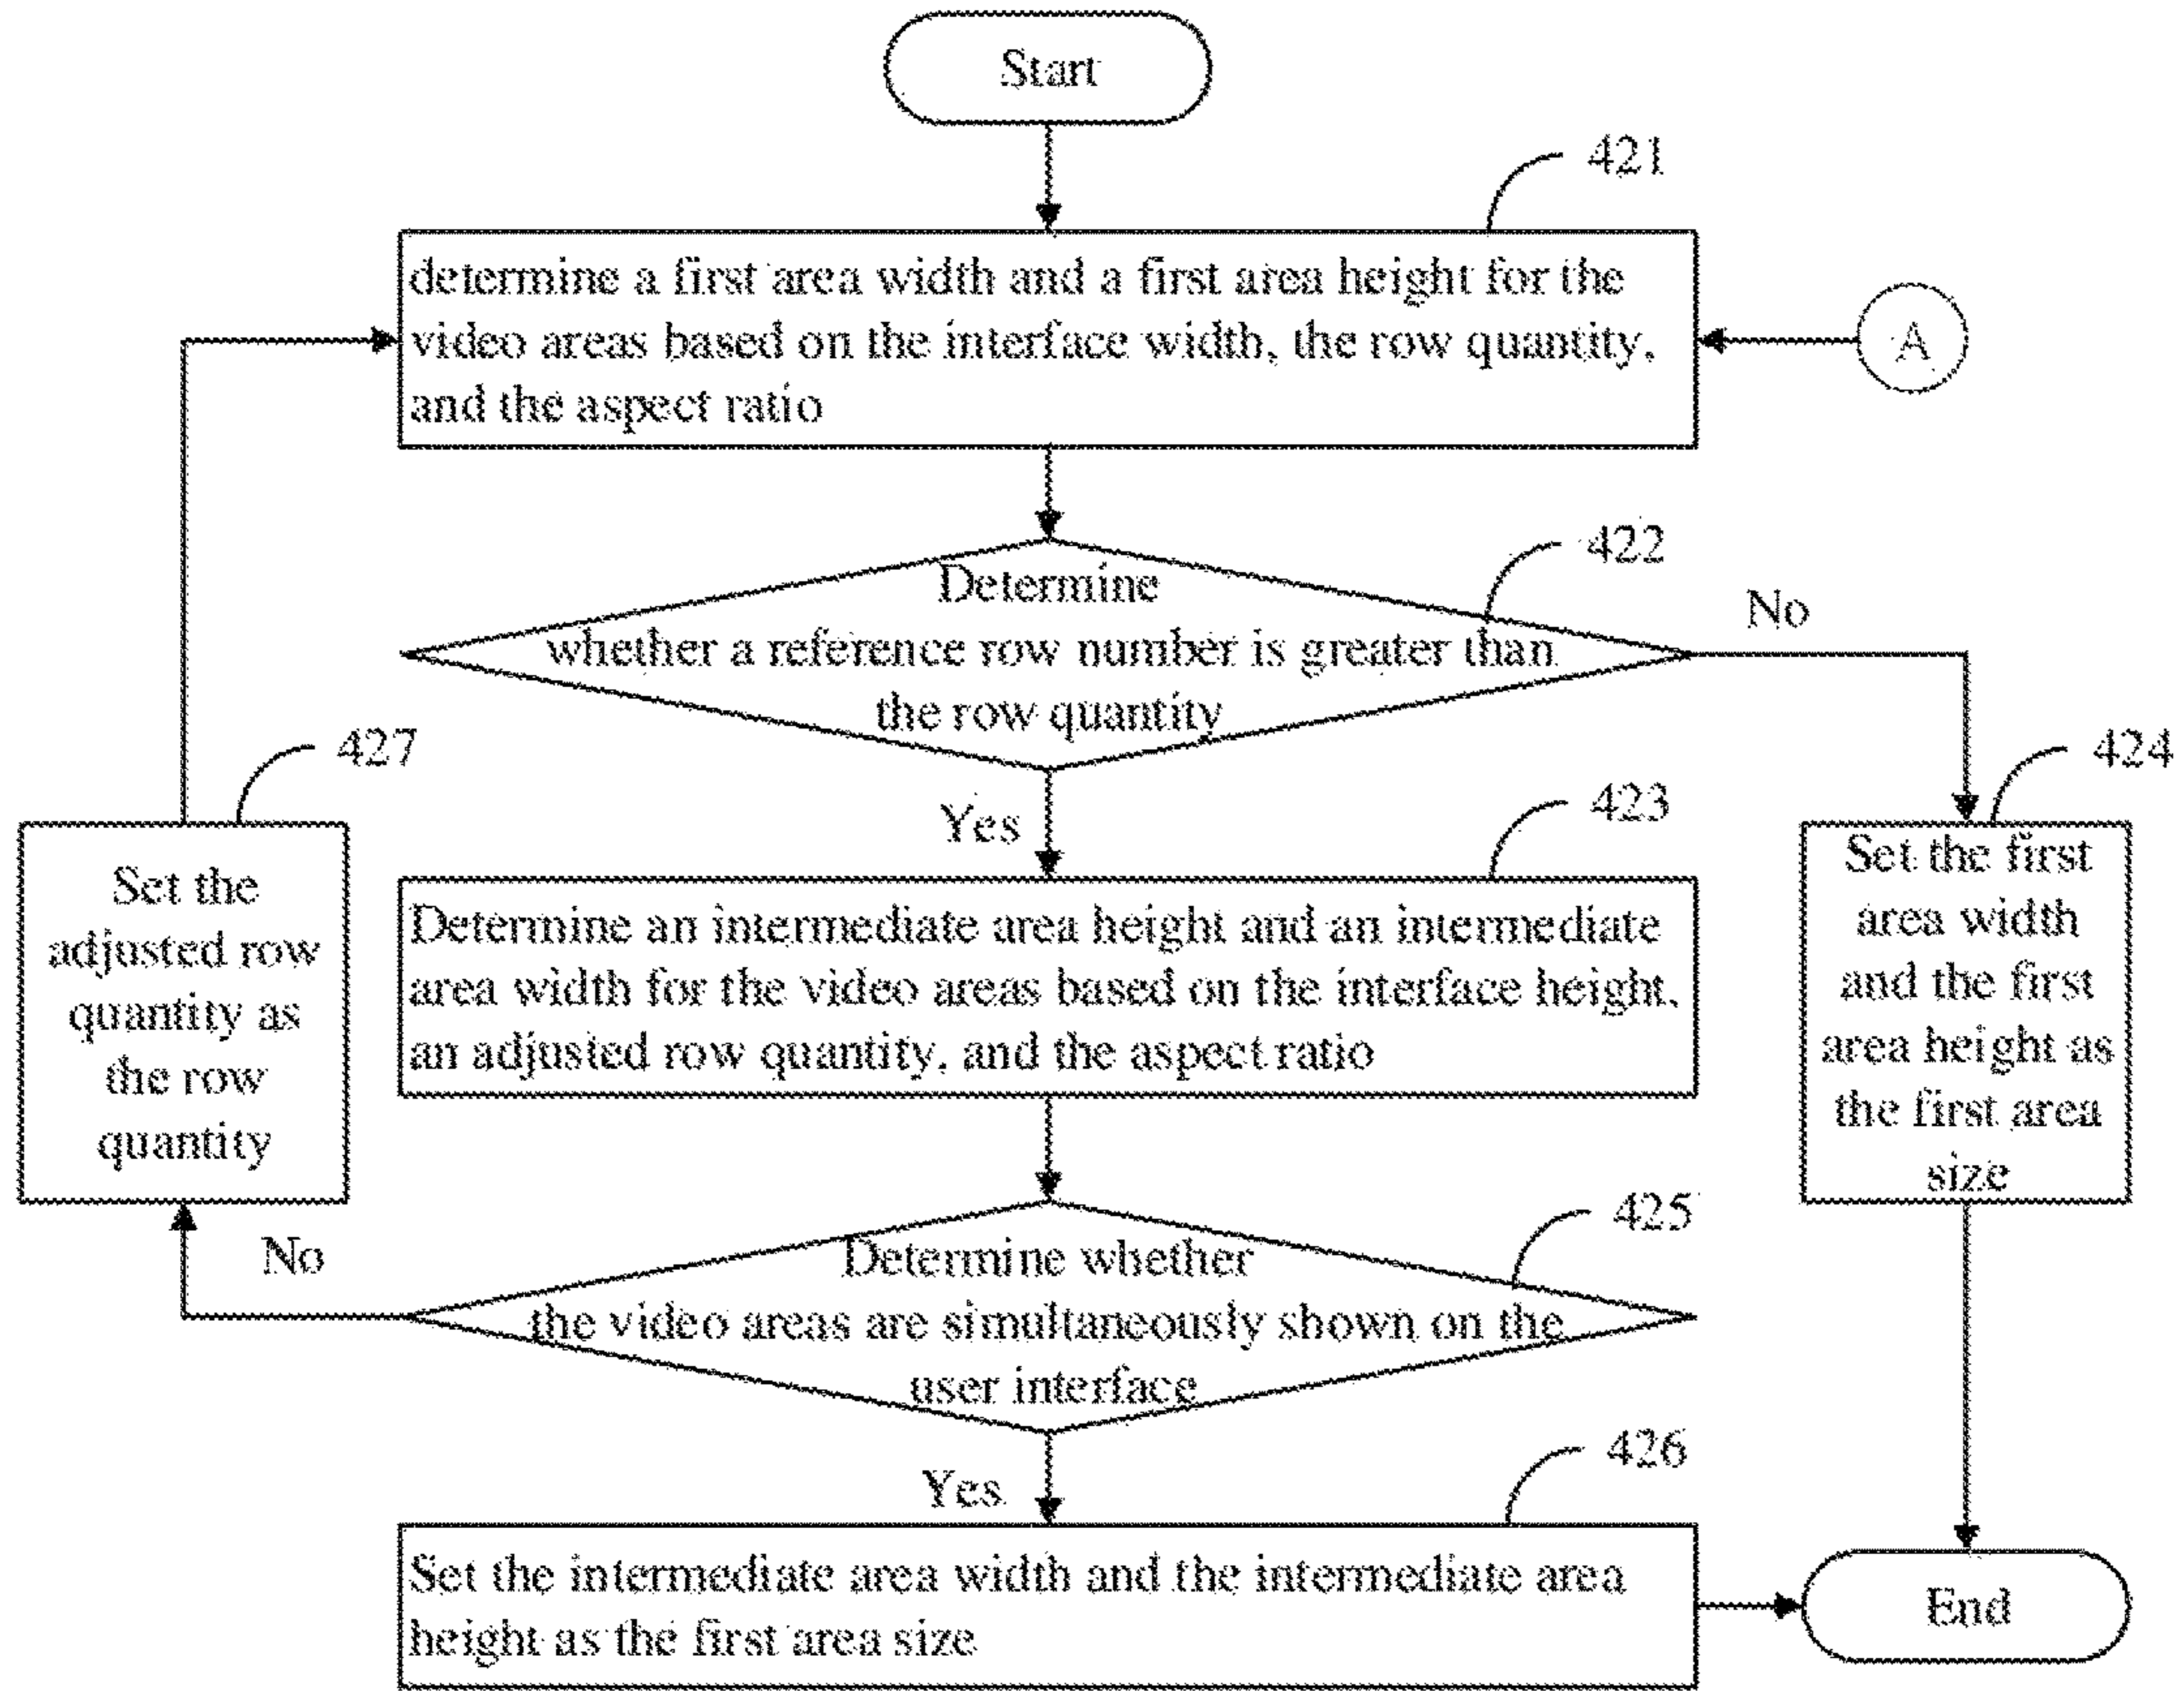 Start
421
determine a first area width and a first area height for the
video areas based on the interface width, the row quantity,
and the aspect ratio
A
422
Determine
whether a reference row number is greater than
the row quantity
No
Yes
427
Set the
adjusted row
quantity as
the row
quantity
423
Determine an intermediate area height and an intermediate
area width for the video areas based on the interface height,
an adjusted row quantity, and the aspect ratio
424
Set the first
area width
and the first
area height as
the first area
size
425
Determine whether
the video areas are simultaneously shown on the
user interface
No
Yes
426
Set the intermediate area width and the intermediate area
height as the first area size
End